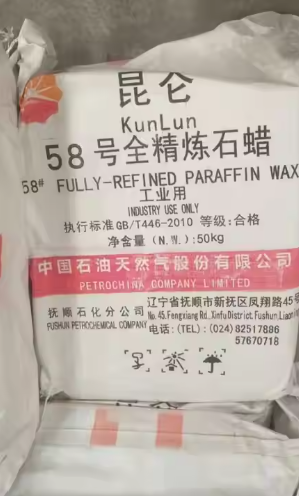 昆仑
KunLun
58号全精炼石蜡
58# FULLY-REFINED PARAFFIN WAX
工业用
INDUSTRY USE ONLY
执行标准GB/T446-2010 等级:合格
净含量(N.W.):50kg
中国石油天然气股份有限公司
PETROCHINA COMPANY LIMITED
抚顺石化分公司
FUSHUN PETROCHEMICAL COMPANY
辽宁省抚顺市新抚区凤翔路45号
No.45.Fengxiang Rd.,Xinfu District.Fushun.Liaon
电话:(TEL):(024)82517886
57670718